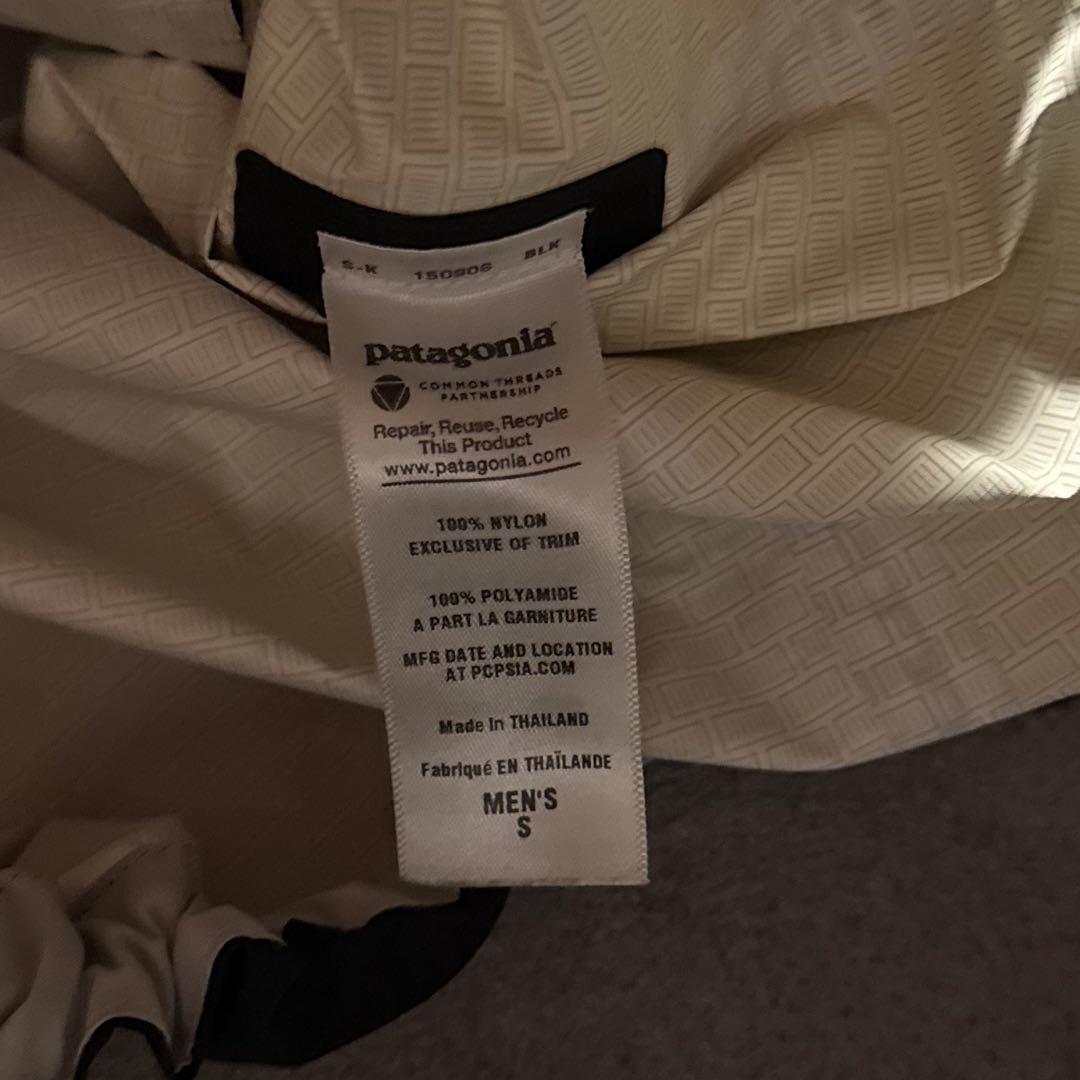 S-K 150906 BLK
patagonia
COMMON THREADS
PARTNERSHIP
Repair, Reuse, Recycle
This Product
www.patagonia.com
100% NYLON
EXCLUSIVE OF TRIM
100% POLYAMIDE
A PART LA GARNITURE
MFG DATE AND LOCATION
AT PCPSIA.COM
Made In THAILAND
Fabriqué EN THAÏLANDE
MEN'S
S